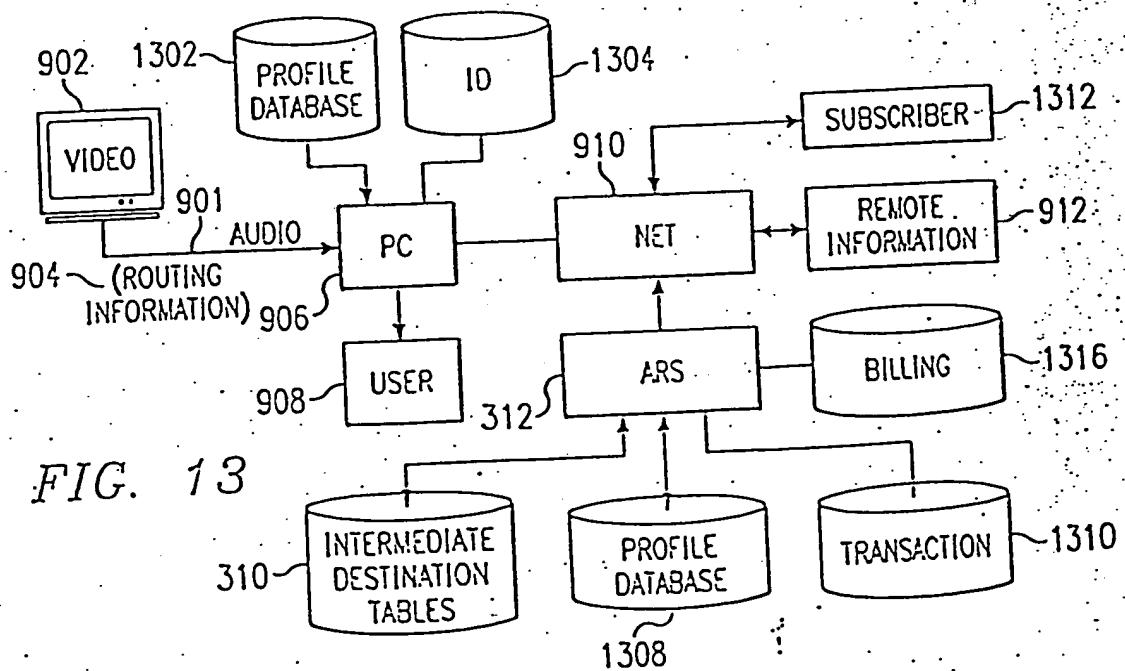 902
1302
PROFILE
DATABASE
ID
1304
VIDEO
901
AUDIO
904
(ROUTING
INFORMATION)
PC
906
USER
908
910
NET
SUBSCRIBER
1312
REMOTE
INFORMATION
912
ARS
312
BILLING
1316
FIG. 13
310
INTERMEDIATE
DESTINATION
TABLES
PROFILE
DATABASE
1308
TRANSACTION
1310